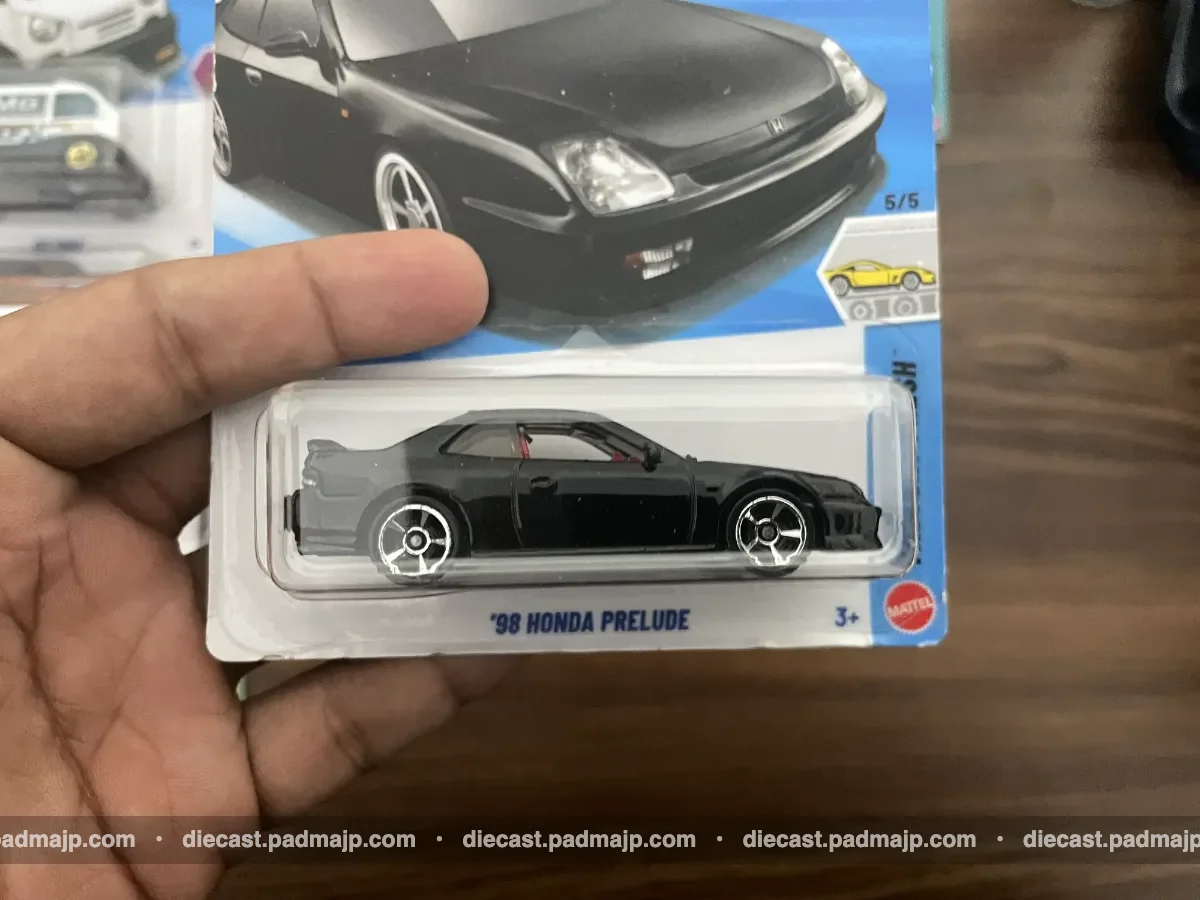 5/5
'98 HONDA PRELUDE
3+
MATTEL
admajp.com • diecast.padmajp.com • diecast.padmajp.com • diecast.padmajp.com • diecast.padmajp